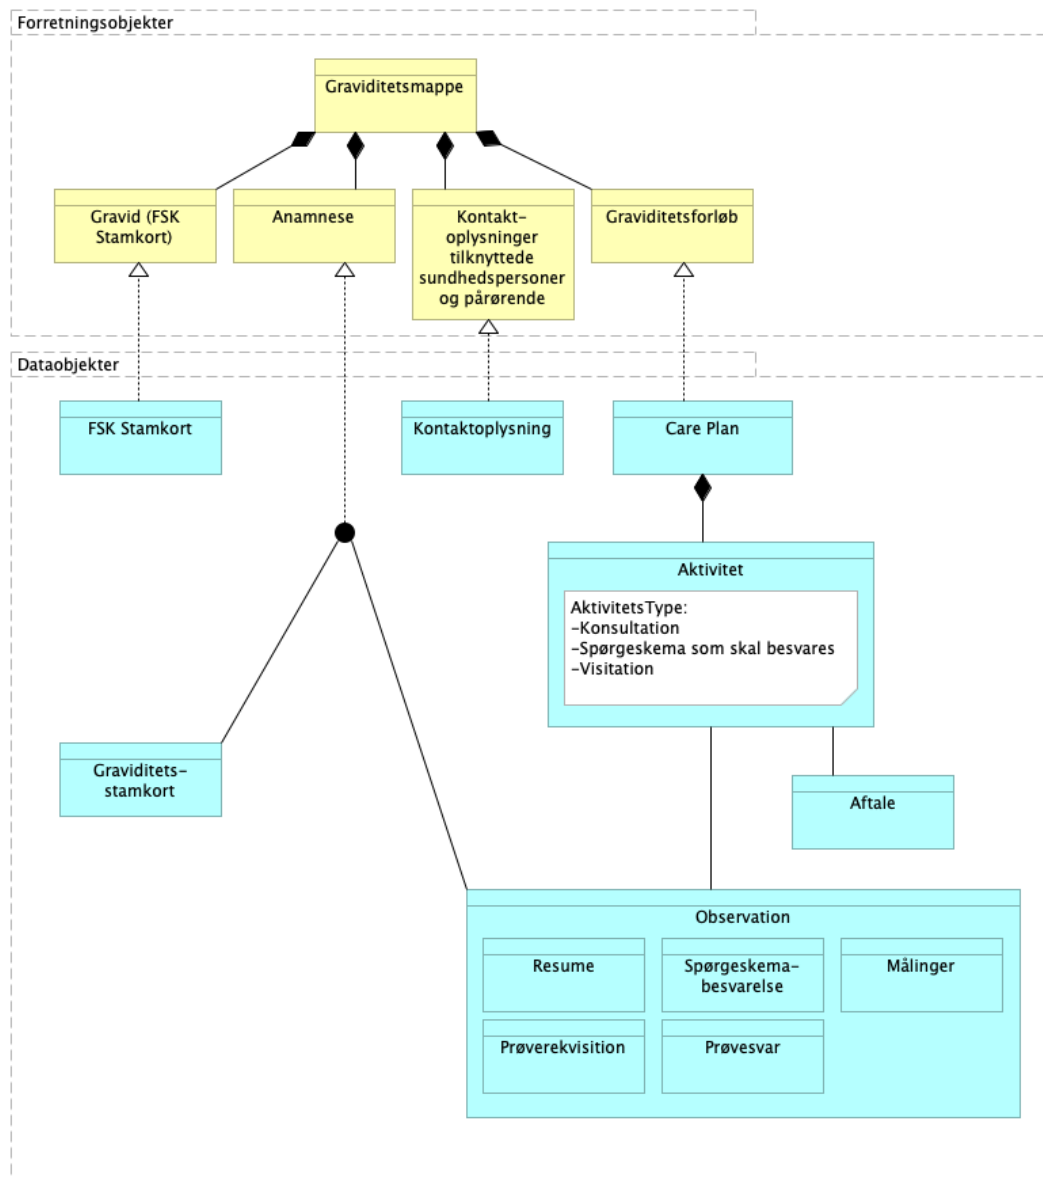 Forretningsobjekter
Graviditetsmappe
Gravid (FSK
Stamkort)
Anamnese
Kontakt-
oplysninger
tilknyttede
sundhedspersoner
og pårørende
Graviditetsforløb
Dataobjekter
FSK Stamkort
Kontaktoplysning
Care Plan
Aktivitet
AktivitetsType:
-Konsultation
-Spørgeskema som skal besvares
-Visitation
Graviditets-
stamkort
Aftale
Observation
Resume
Spørgeskema-
besvarelse
Målinger
Prøverekvisition
Prøvesvar